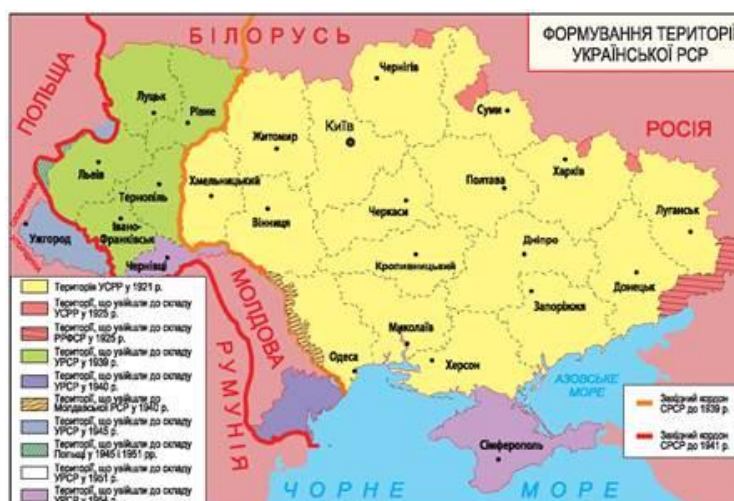 ФОРМУВАННЯ ТЕРИТОРІЇ
УКРАЇНСЬКОЇ РСР
БІЛОРУСЬ
ПОЛЬЩА
РОСІЯ
МОЛДОВА
РУМУНІЯ
Луцьк
Рівне
Житомир
Київ
Чернігів
Суми
Львів
Тернопіль
Хмельницький
Вінниця
Черкаси
Полтава
Харків
Луганськ
Ужгород
Івано-
Франківськ
Чернівці
Кропивницький
Дніпро
Донецьк
Запоріжжя
Миколаїв
Одеса
Херсон
Сімферополь
АЗОВСЬКЕ
МОРЕ
ЧОРНЕ МОРЕ
Територія УСРР у 1921 р.
Території, що увійшли до складу
УСРР у 1925 р.
Території, що увійшли до складу
РРФСР у 1925 р.
Території, що увійшли до складу
УРСР у 1939 р.
Території, що увійшли до складу
УРСР у 1940 р.
Території, що увійшли до
Молдавської РСР у 1940 р.
Території, що увійшли до складу
УРСР у 1945 р.
Території, що увійшли до складу
Польщі у 1945 і 1951 рр.
Території, що увійшли до складу
УРСР у 1951 р.
Території, що увійшли до складу
УРСР у 1954 р.
Західний кордон
СРСР до 1939 р.
Західний кордон
СРСР до 1941 р.